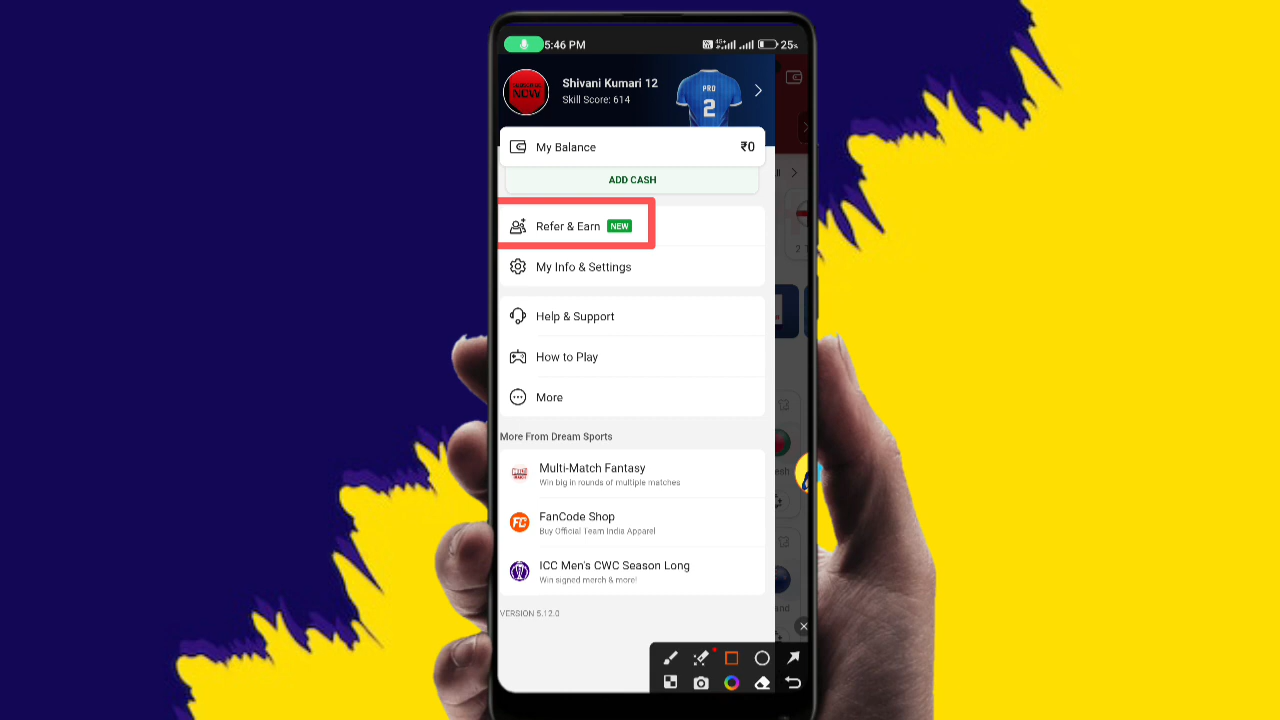 5:46 PM
4G+
25%
Shivani Kumari 12
Skill Score: 614
NOW
PRO
2
My Balance
₹0
ADD CASH
Refer & Earn NEW
My Info & Settings
Help & Support
How to Play
More
More From Dream Sports
Multi-Match Fantasy
Win big in rounds of multiple matches
FC
FanCode Shop
Buy Official Team India Apparel
ICC Men's CWC Season Long
Win signed merch & more!
VERSION 5.12.0